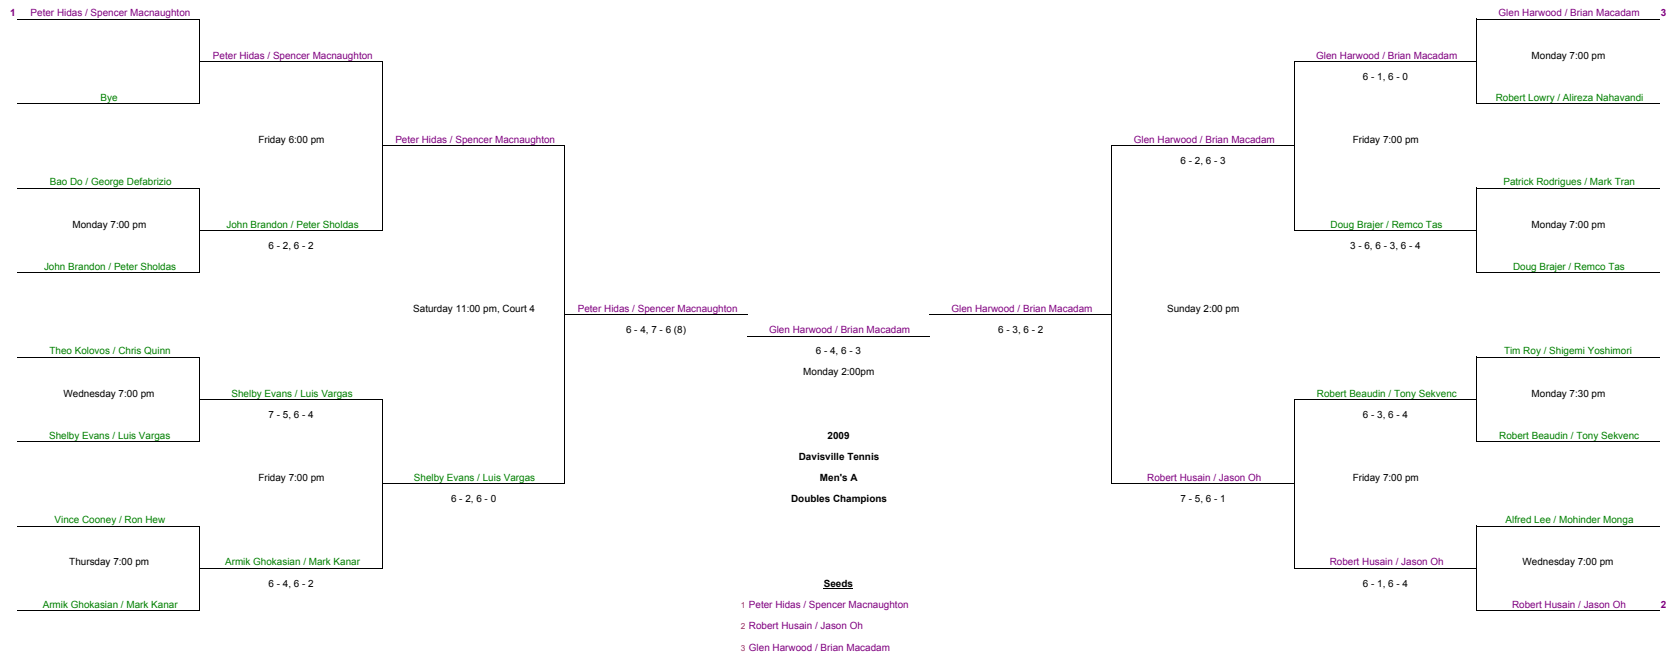 1 Peter Hidas / Spencer Macnaughton
Glen Harwood / Brian Macadam 3
Peter Hidas / Spencer Macnaughton
Glen Harwood / Brian Macadam
Monday 7:00 pm
6 - 1, 6 - 0
Bye
Robert Lowry / Alireza Nahavandi
Friday 6:00 pm
Peter Hidas / Spencer Macnaughton
Glen Harwood / Brian Macadam
Friday 7:00 pm
6 - 2, 6 - 3
Bao Do / George Defabrizio
Patrick Rodrigues / Mark Tran
Monday 7:00 pm
John Brandon / Peter Sholdas
Doug Brajer / Remco Tas
Monday 7:00 pm
6 - 2, 6 - 2
3 - 6, 6 - 3, 6 - 4
John Brandon / Peter Sholdas
Doug Brajer / Remco Tas
Saturday 11:00 pm, Court 4
Peter Hidas / Spencer Macnaughton
Glen Harwood / Brian Macadam
Sunday 2:00 pm
6 - 4, 7 - 6 (8)
Glen Harwood / Brian Macadam
6 - 3, 6 - 2
Theo Kolovos / Chris Quinn
6 - 4, 6 - 3
Tim Roy / Shigemi Yoshimori
Monday 2:00pm
Wednesday 7:00 pm
Shelby Evans / Luis Vargas
Robert Beaudin / Tony Sekvenc
Monday 7:30 pm
7 - 5, 6 - 4
6 - 3, 6 - 4
Shelby Evans / Luis Vargas
2009
Robert Beaudin / Tony Sekvenc
Davisville Tennis
Friday 7:00 pm
Shelby Evans / Luis Vargas
Men's A
Robert Husain / Jason Oh
Friday 7:00 pm
6 - 2, 6 - 0
Doubles Champions
7 - 5, 6 - 1
Vince Cooney / Ron Hew
Alfred Lee / Mohinder Monga
Thursday 7:00 pm
Armik Ghokasian / Mark Kanar
Robert Husain / Jason Oh
Wednesday 7:00 pm
6 - 4, 6 - 2
Seeds
6 - 1, 6 - 4
Armik Ghokasian / Mark Kanar
1 Peter Hidas / Spencer Macnaughton
Robert Husain / Jason Oh 2
2 Robert Husain / Jason Oh
3 Glen Harwood / Brian Macadam